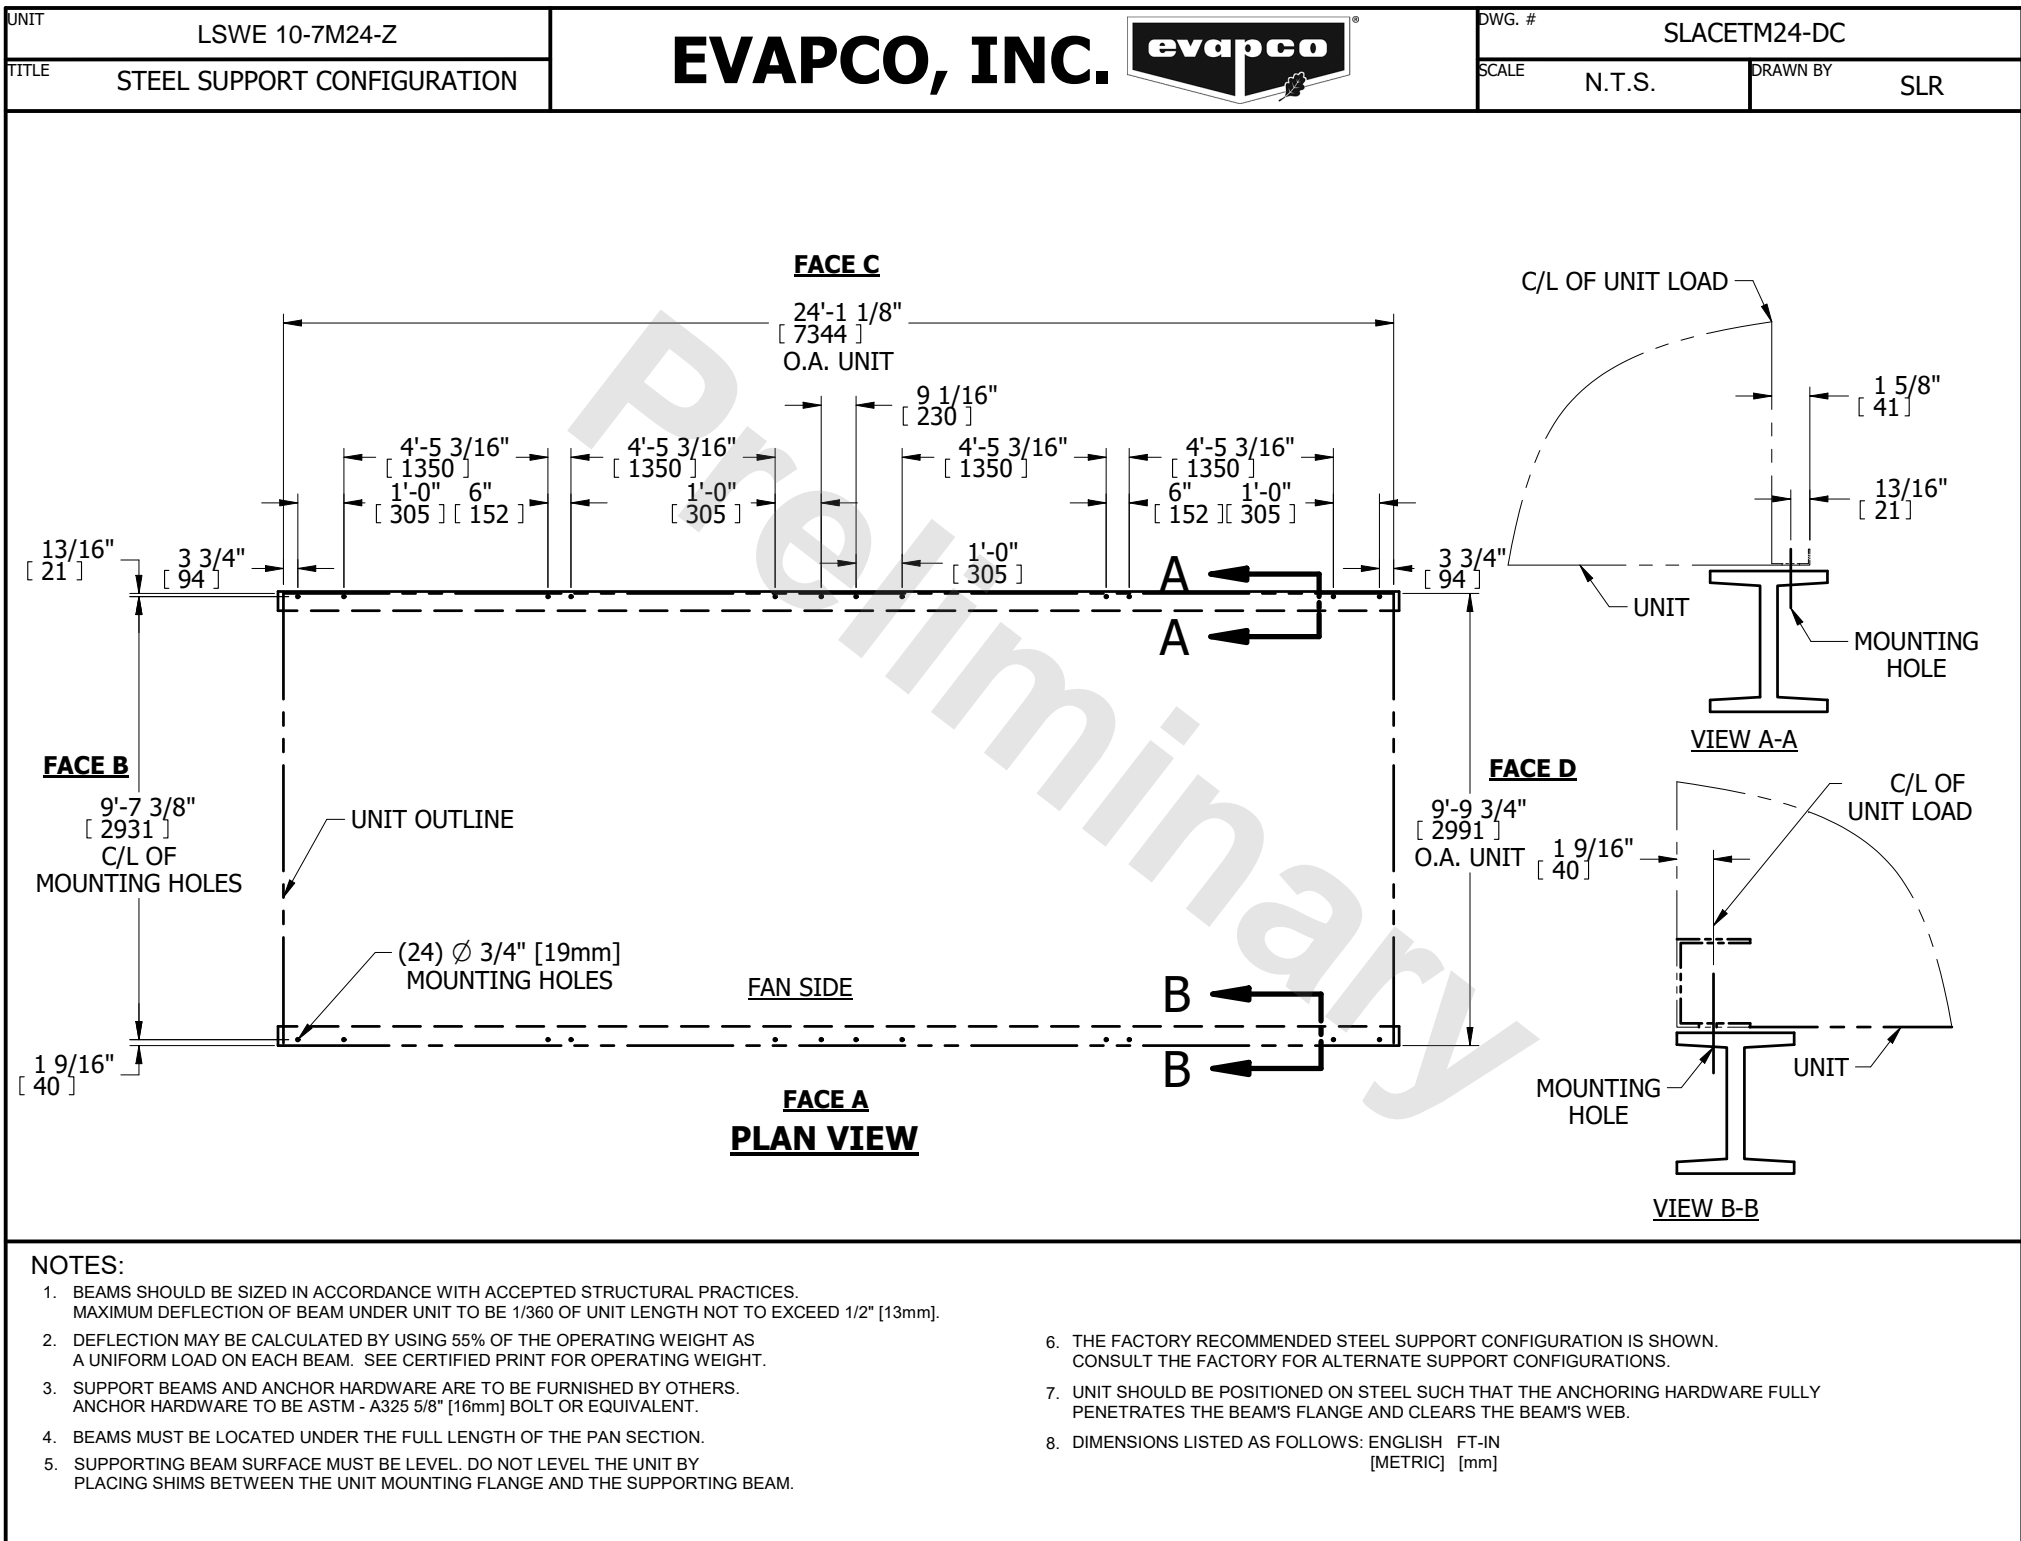 UNIT
LSWE 10-7M24-Z
TITLE
STEEL SUPPORT CONFIGURATION
EVAPCO, INC.
evapco
®
DWG. #
SLACETM24-DC
SCALE
N.T.S.
DRAWN BY
SLR
FACE C
24'-1 1/8"
[ 7344 ]
O.A. UNIT
9 1/16"
[ 230 ]
4'-5 3/16"
[ 1350 ]
4'-5 3/16"
[ 1350 ]
4'-5 3/16"
[ 1350 ]
4'-5 3/16"
[ 1350 ]
1'-0"
[ 305 ]
6"
[ 152 ]
1'-0"
[ 305 ]
6"
[ 152 ]
1'-0"
[ 305 ]
13/16"
[ 21 ]
3 3/4"
[ 94 ]
1'-0"
[ 305 ]
3 3/4"
[ 94 ]
A
A
FACE B
9'-7 3/8"
[ 2931 ]
C/L OF
MOUNTING HOLES
UNIT OUTLINE
FACE D
9'-9 3/4"
[ 2991 ]
O.A. UNIT
(24) ∅ 3/4" [19mm]
MOUNTING HOLES
FAN SIDE
B
B
1 9/16"
[ 40 ]
FACE A
PLAN VIEW
Preliminary
C/L OF UNIT LOAD
1 5/8"
[ 41 ]
13/16"
[ 21 ]
UNIT
MOUNTING
HOLE
VIEW A-A
C/L OF
UNIT LOAD
1 9/16"
[ 40 ]
UNIT
MOUNTING
HOLE
VIEW B-B
NOTES:
1. BEAMS SHOULD BE SIZED IN ACCORDANCE WITH ACCEPTED STRUCTURAL PRACTICES.
MAXIMUM DEFLECTION OF BEAM UNDER UNIT TO BE 1/360 OF UNIT LENGTH NOT TO EXCEED 1/2" [13mm].
2. DEFLECTION MAY BE CALCULATED BY USING 55% OF THE OPERATING WEIGHT AS
A UNIFORM LOAD ON EACH BEAM. SEE CERTIFIED PRINT FOR OPERATING WEIGHT.
3. SUPPORT BEAMS AND ANCHOR HARDWARE ARE TO BE FURNISHED BY OTHERS.
ANCHOR HARDWARE TO BE ASTM - A325 5/8" [16mm] BOLT OR EQUIVALENT.
4. BEAMS MUST BE LOCATED UNDER THE FULL LENGTH OF THE PAN SECTION.
5. SUPPORTING BEAM SURFACE MUST BE LEVEL. DO NOT LEVEL THE UNIT BY
PLACING SHIMS BETWEEN THE UNIT MOUNTING FLANGE AND THE SUPPORTING BEAM.
6. THE FACTORY RECOMMENDED STEEL SUPPORT CONFIGURATION IS SHOWN.
CONSULT THE FACTORY FOR ALTERNATE SUPPORT CONFIGURATIONS.
7. UNIT SHOULD BE POSITIONED ON STEEL SUCH THAT THE ANCHORING HARDWARE FULLY
PENETRATES THE BEAM'S FLANGE AND CLEARS THE BEAM'S WEB.
8. DIMENSIONS LISTED AS FOLLOWS: ENGLISH FT-IN
[METRIC] [mm]